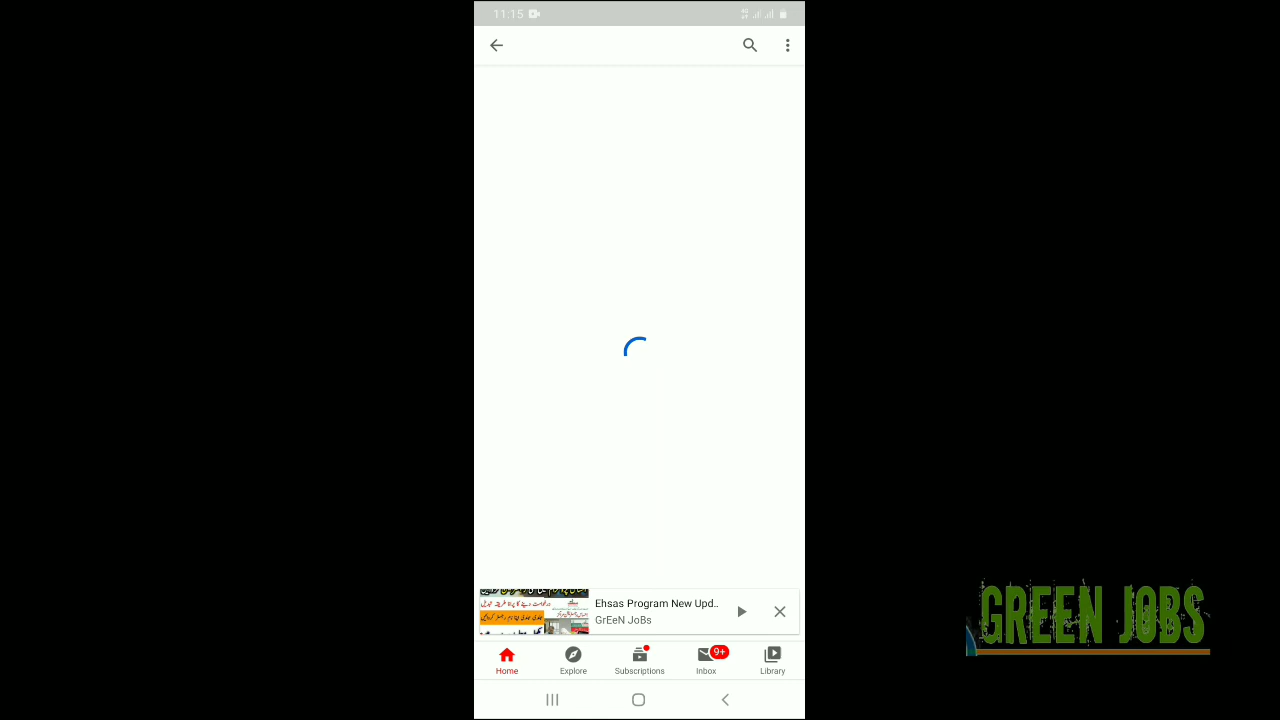 11:15
Ehsas Program New Upd..
GrEeN JoBs
Home
Explore
Subscriptions
9+
Inbox
Library
GREEN JOBS